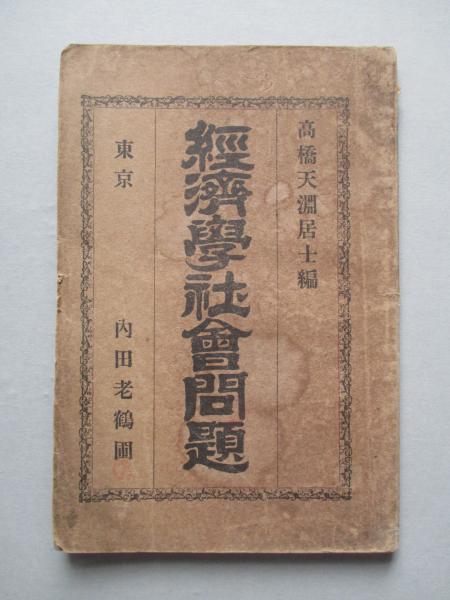 高橋天淵居士編
經濟學社會問題
東京 內田老鶴圃